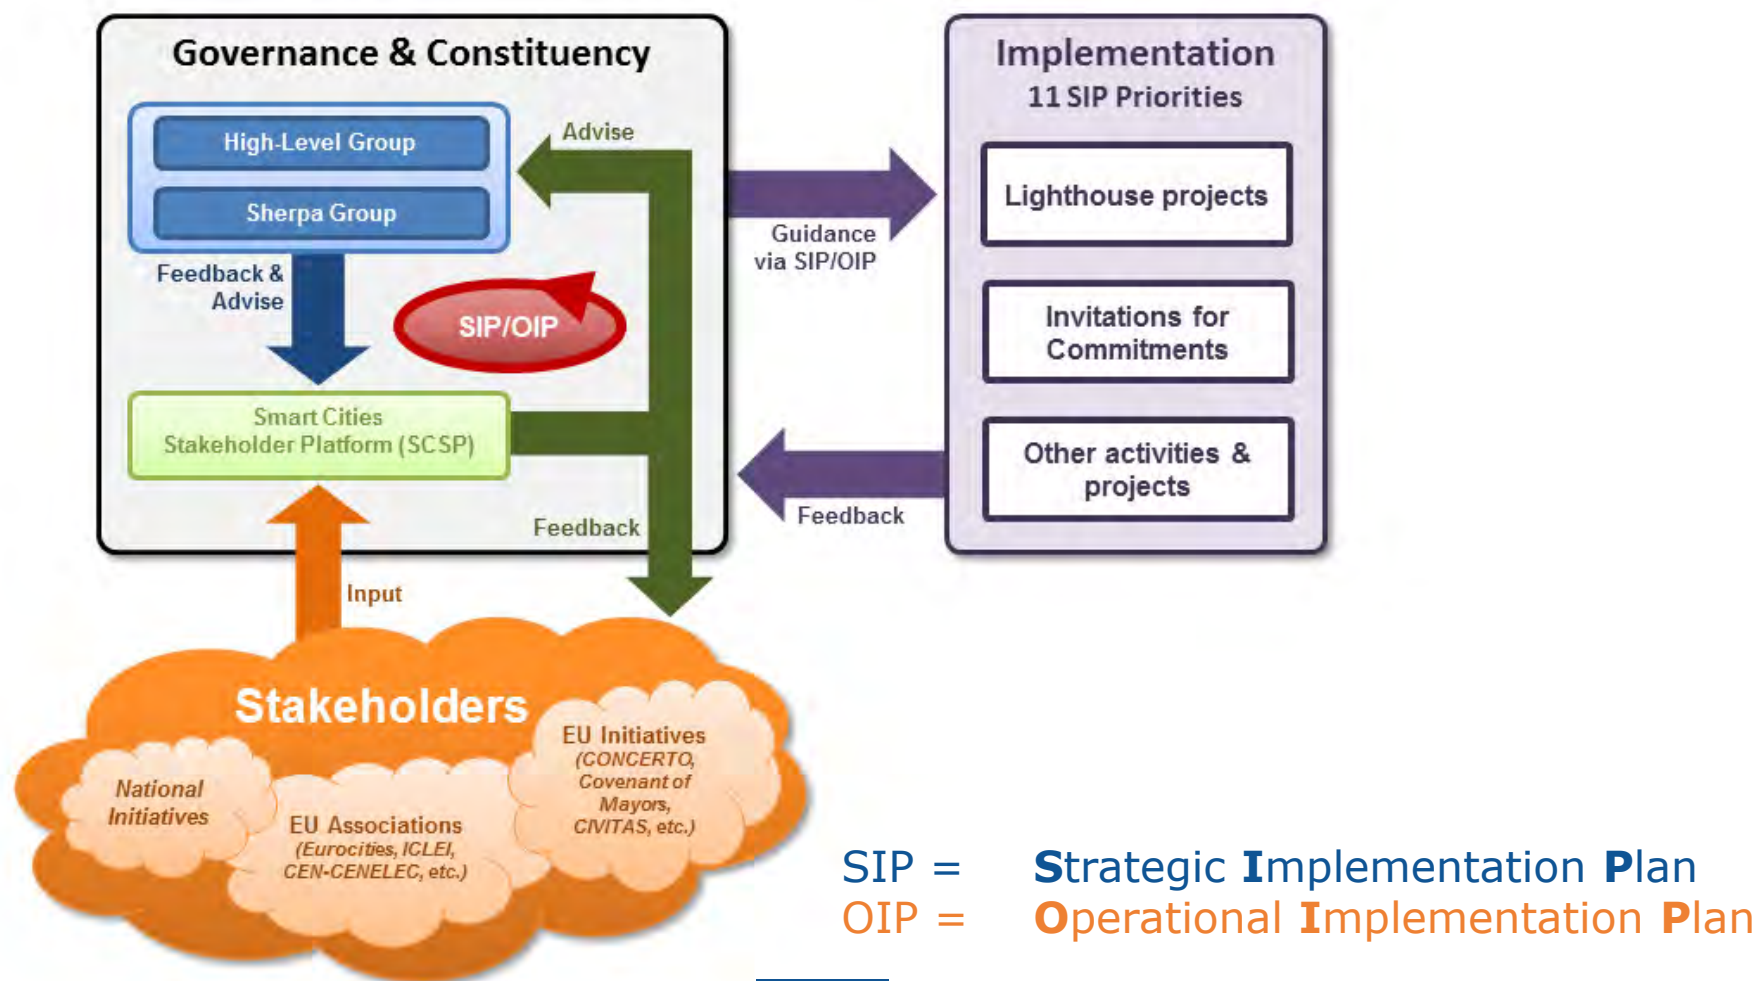 Governance & Constituency
High-Level Group
Sherpa Group
Advise
Feedback &
Advise
SIP/OIP
Smart Cities
Stakeholder Platform (SCSP)
Feedback
Input
Guidance
via SIP/OIP
Feedback
Implementation
11 SIP Priorities
Lighthouse projects
Invitations for
Commitments
Other activities &
projects
Stakeholders
National
Initiatives
EU Associations
(Eurocities, ICLEI,
CEN-CENELEC, etc.)
EU Initiatives
(CONCERTO,
Covenant of
Mayors,
CIVITAS, etc.)
SIP = Strategic Implementation Plan
OIP = Operational Implementation Plan